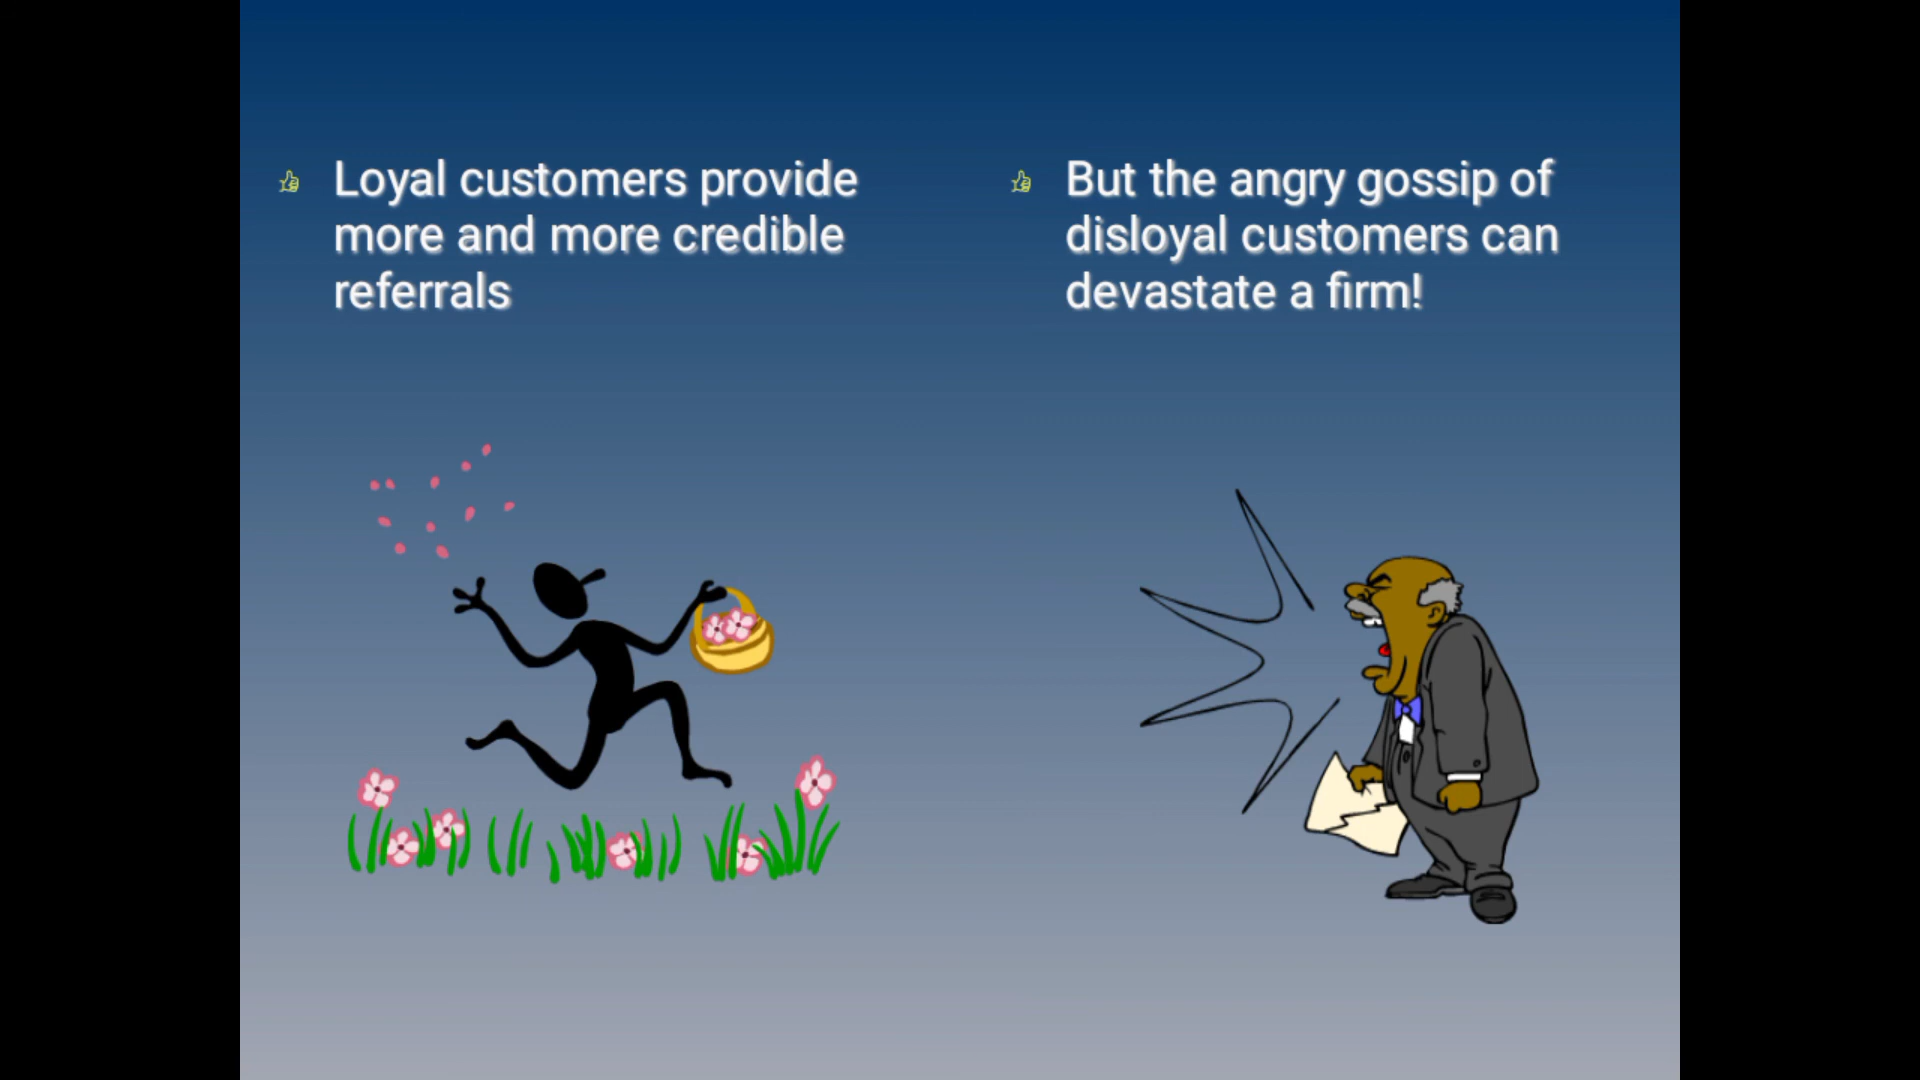 Loyal customers provide
more and more credible
referrals
But the angry gossip of
disloyal customers can
devastate a firm!